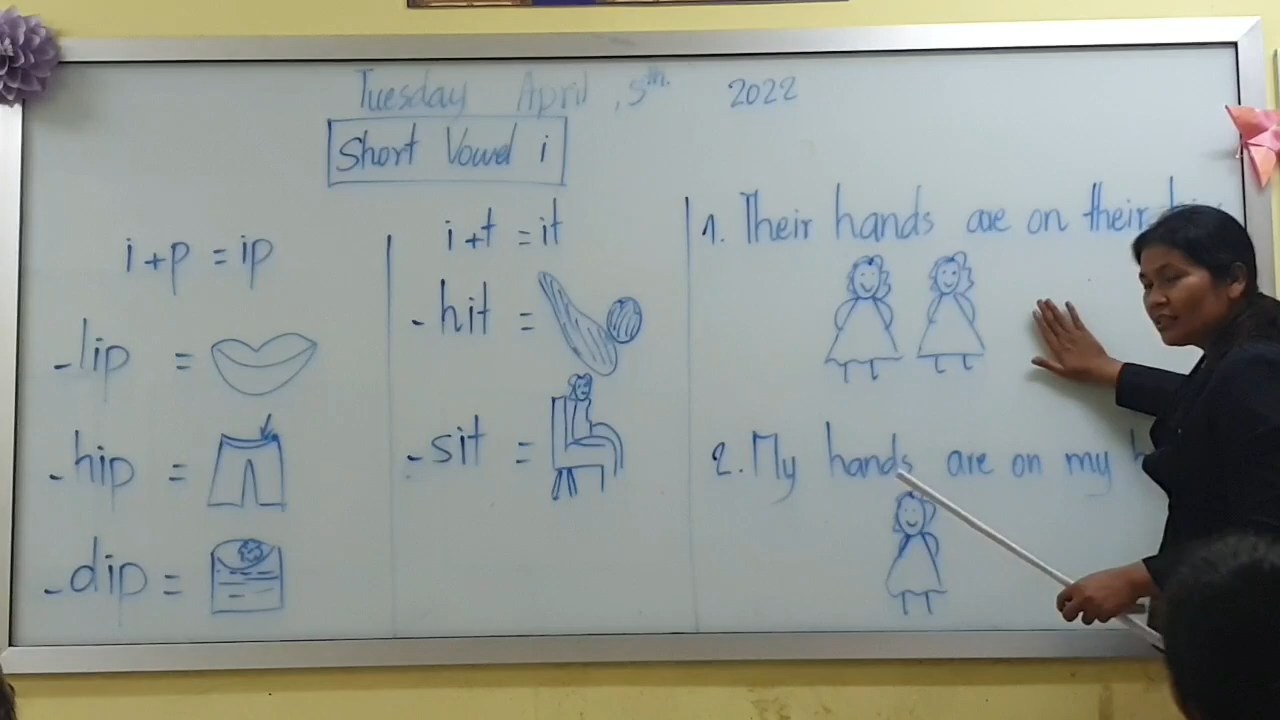 Tuesday April, 5th. 2022
Short Vowel i
i+p = ip
-lip =
-hip =
-dip =
i+t = it
-hit =
-sit =
1. Their hands are on their
2. My hands are on my